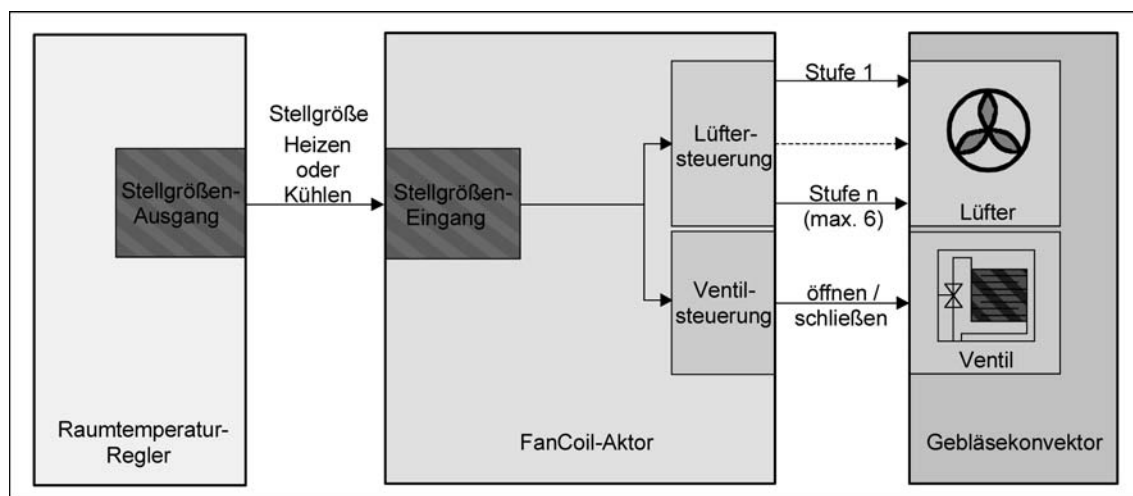 Stellgrößen-
Ausgang
Raumtemperatur-
Regler
Stellgröße
Heizen
oder
Kühlen
Stellgrößen-
Eingang
Lüfter-
steuerung
Ventil-
steuerung
FanCoil-Aktor
Stufe 1
Stufe n
(max. 6)
öffnen /
schließen
Lüfter
Ventil
Gebläsekonvektor